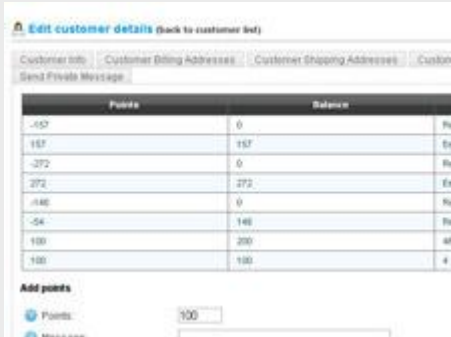 Edit customer details (back to customer list)
Customer Info Customer Billing Addresses Customer Shipping Addresses Custom
Send Private Message
Points Balance
-157 0
157 157
-272 0
272 272
-146 0
-54 146
100 200
100 100 4
Add points
Points: 100
Message: